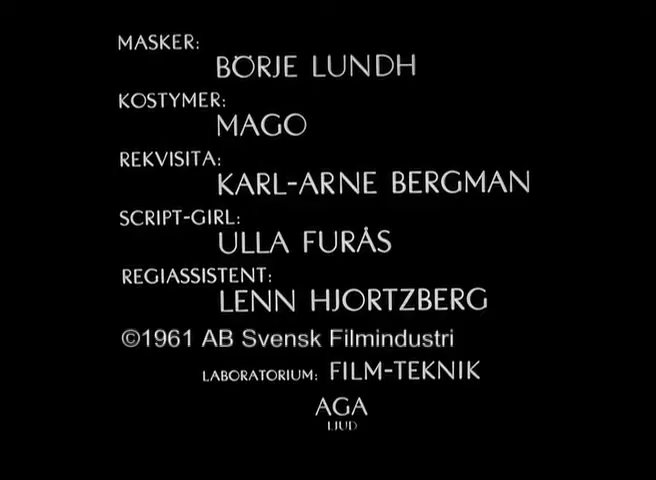 MASKER:
BÖRJE LUNDH
KOSTYMER:
MAGO
REKVISITA:
KARL-ARNE BERGMAN
SCRIPT-GIRL:
ULLA FURÅS
REGIASSISTENT:
LENN HJORTZBERG
©1961 AB Svensk Filmindustri
LABORATORIUM: FILM-TEKNIK
AGA
LJUD